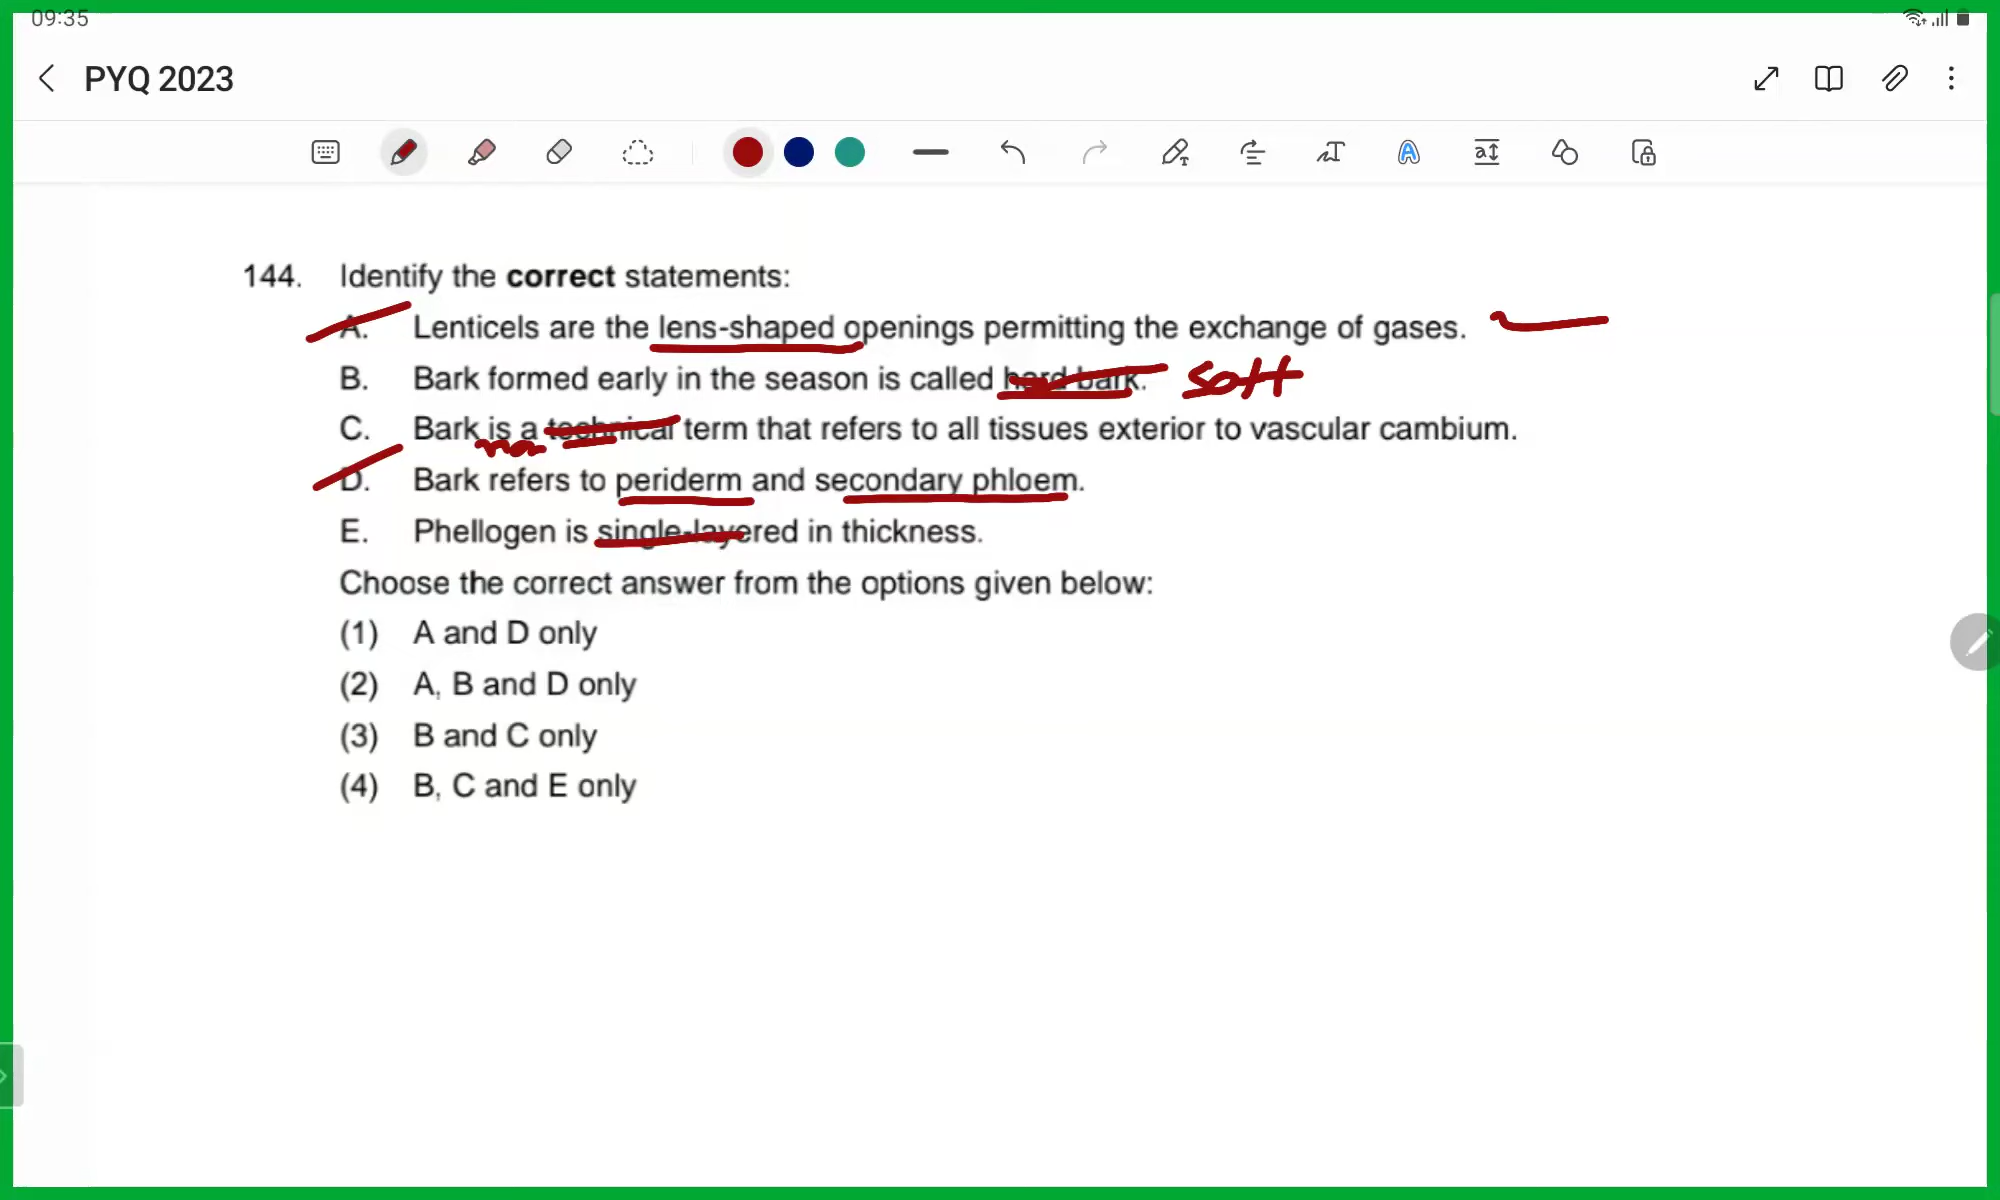 09:35
PYQ 2023
144. Identify the correct statements:
A. Lenticels are the lens-shaped openings permitting the exchange of gases.
B. Bark formed early in the season is called hard bark. soft
C. Bark is a technical term that refers to all tissues exterior to vascular cambium.
non
D. Bark refers to periderm and secondary phloem.
E. Phellogen is single-layered in thickness.
Choose the correct answer from the options given below:
(1) A and D only
(2) A, B and D only
(3) B and C only
(4) B, C and E only